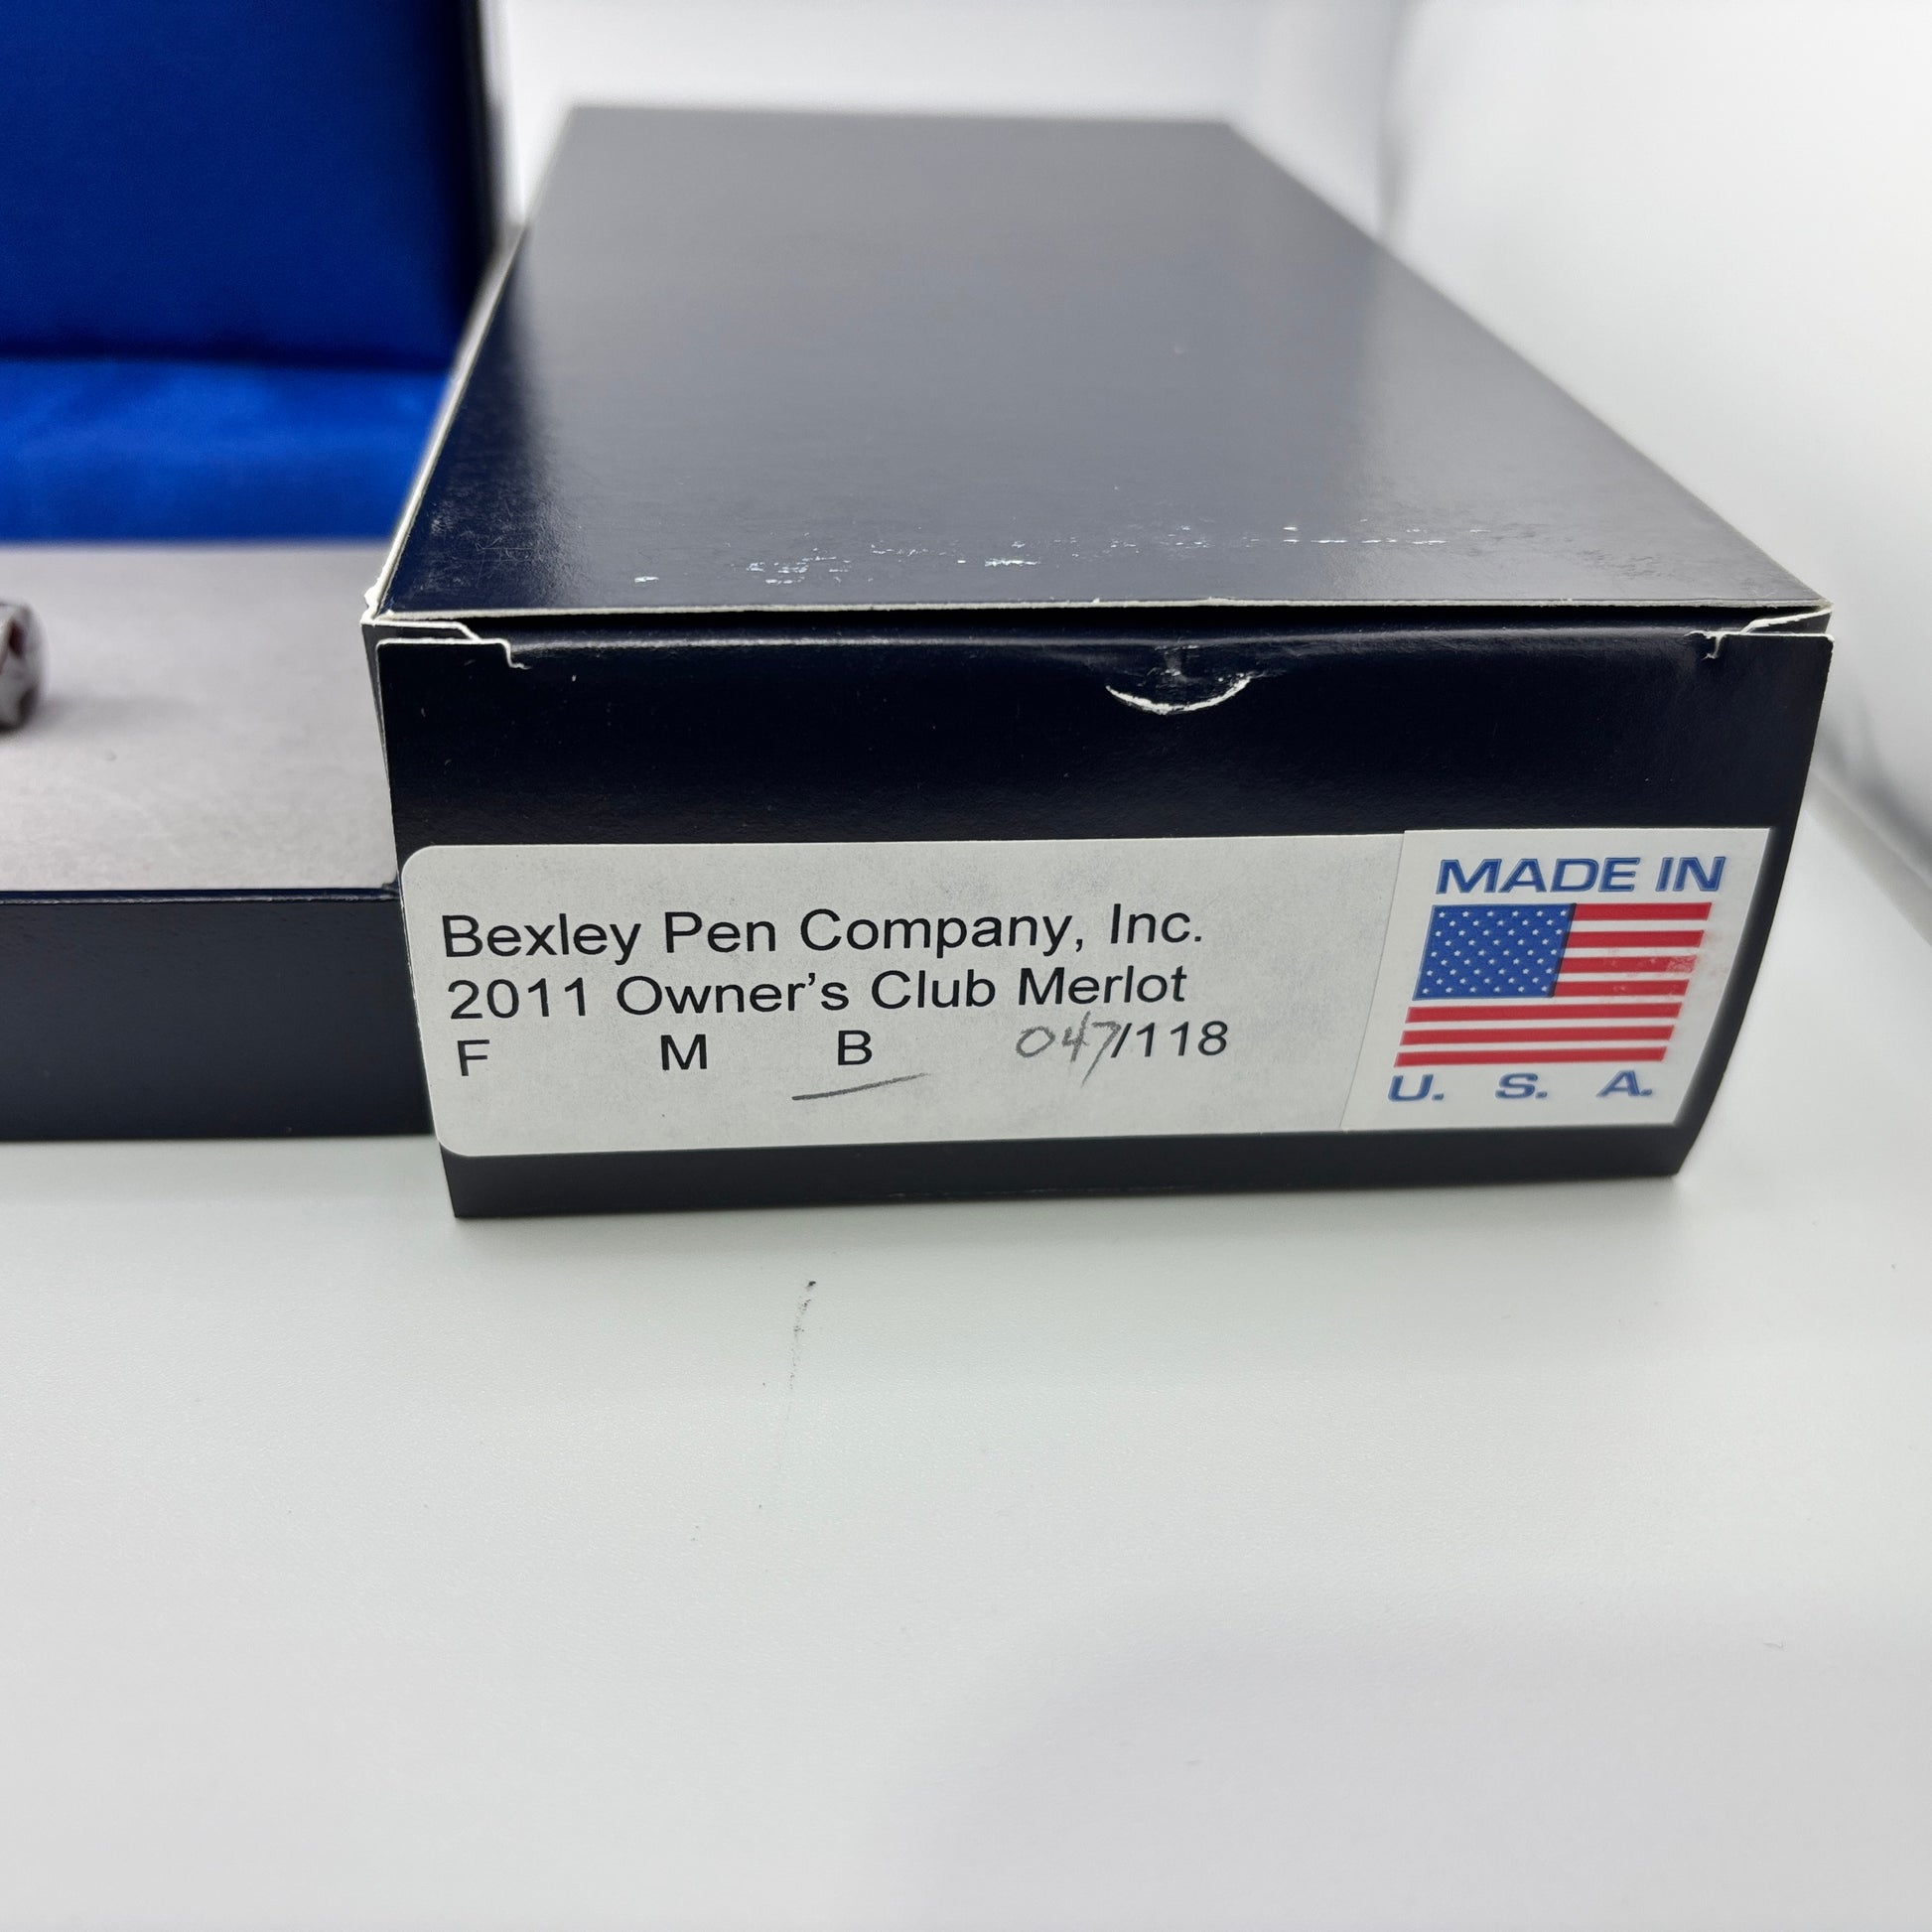 Bexley Pen Company, Inc.
2011 Owner’s Club Merlot
F M B 047/118
MADE IN
U. S. A.